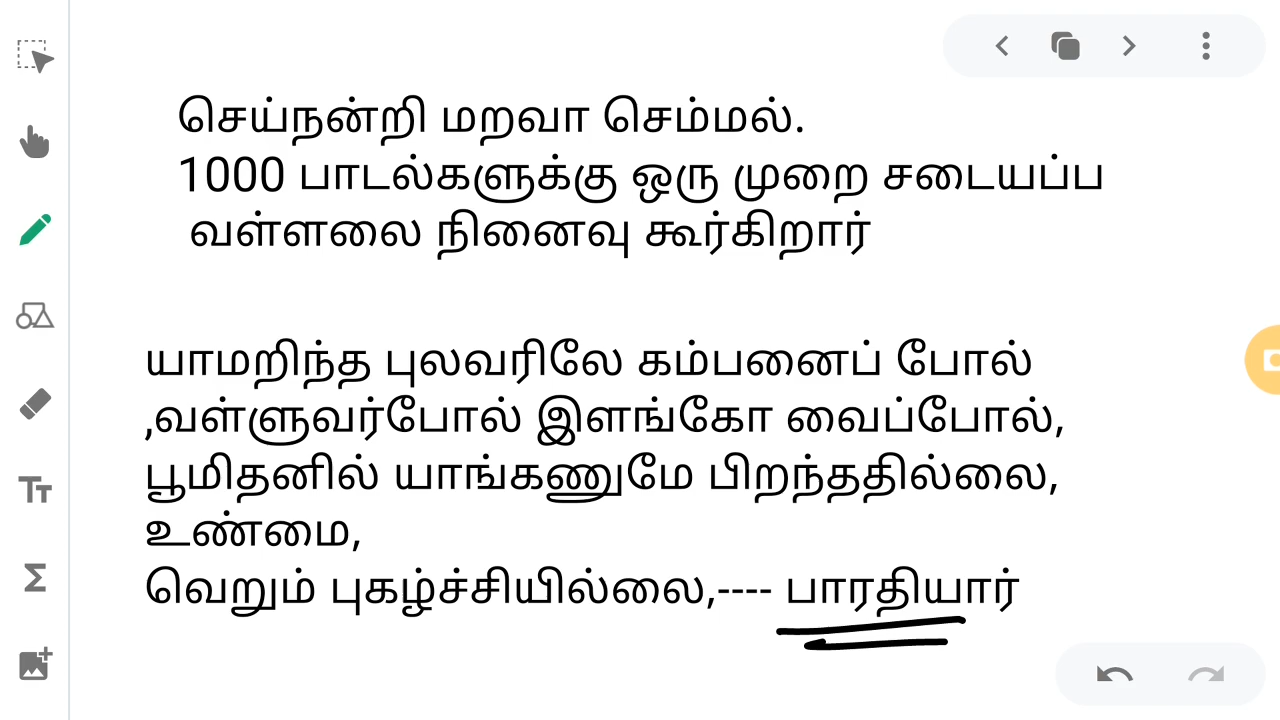 செய்நன்றி மறவா செம்மல்.
1000 பாடல்களுக்கு ஒரு முறை சடையப்ப
வள்ளலை நினைவு கூர்கிறார்
யாமறிந்த புலவரிலே கம்பனைப் போல்
,வள்ளுவர்போல் இளங்கோ வைப்போல்,
பூமிதனில் யாங்கணுமே பிறந்ததில்லை,
உண்மை,
வெறும் புகழ்ச்சியில்லை,---- பாரதியார்
Tт
Σ